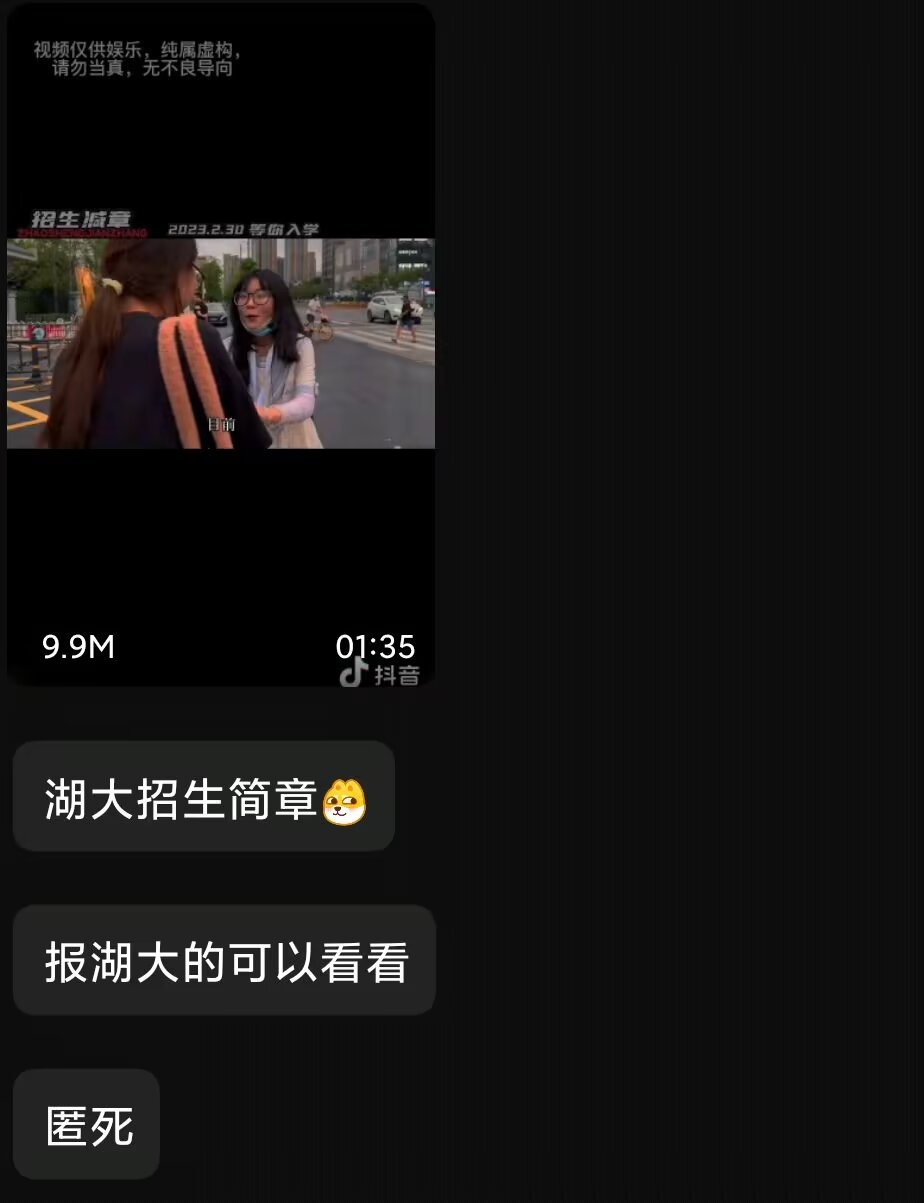 视频仅供娱乐，纯属虚构，
请勿当真，无不良导向
招生减章
ZHAOSHENGJIANZHANG
2023.2.30 等你入学
目前
9.9M
01:35
抖音
湖大招生简章
报湖大的可以看看
匿死